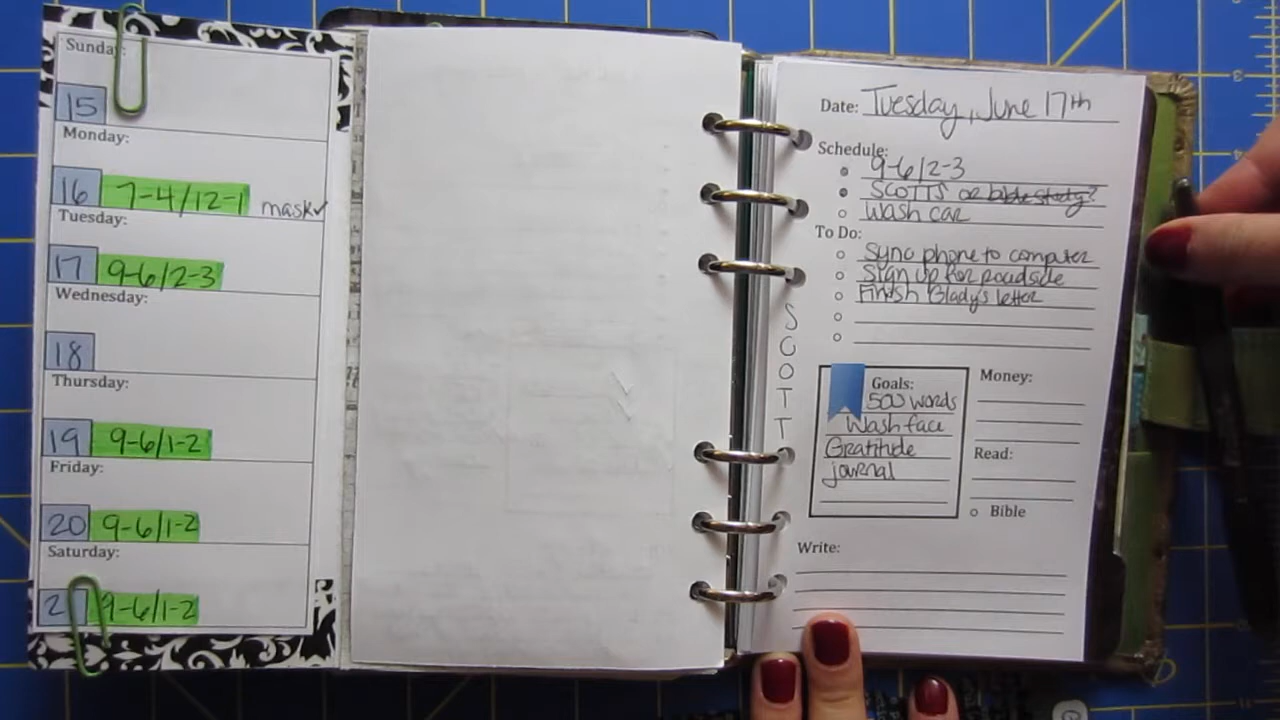 Sunday:
15
Monday:
16 7-4/12-1 mask✓
Tuesday:
17 9-6/2-3
Wednesday:
18
Thursday:
19 9-6/1-2
Friday:
20 9-6/1-2
Saturday:
21 9-6/1-2
Date: Tuesday, June 17th
Schedule:
9-6/2-3
SCOTTS or bible study?
Wash car
To Do:
Sync phone to computer
Sign up for roadside
Finish Glady's letter
SCOTT
Goals:
500 words
Wash face
Gratitude
journal
Money:
Read:
Bible
Write: